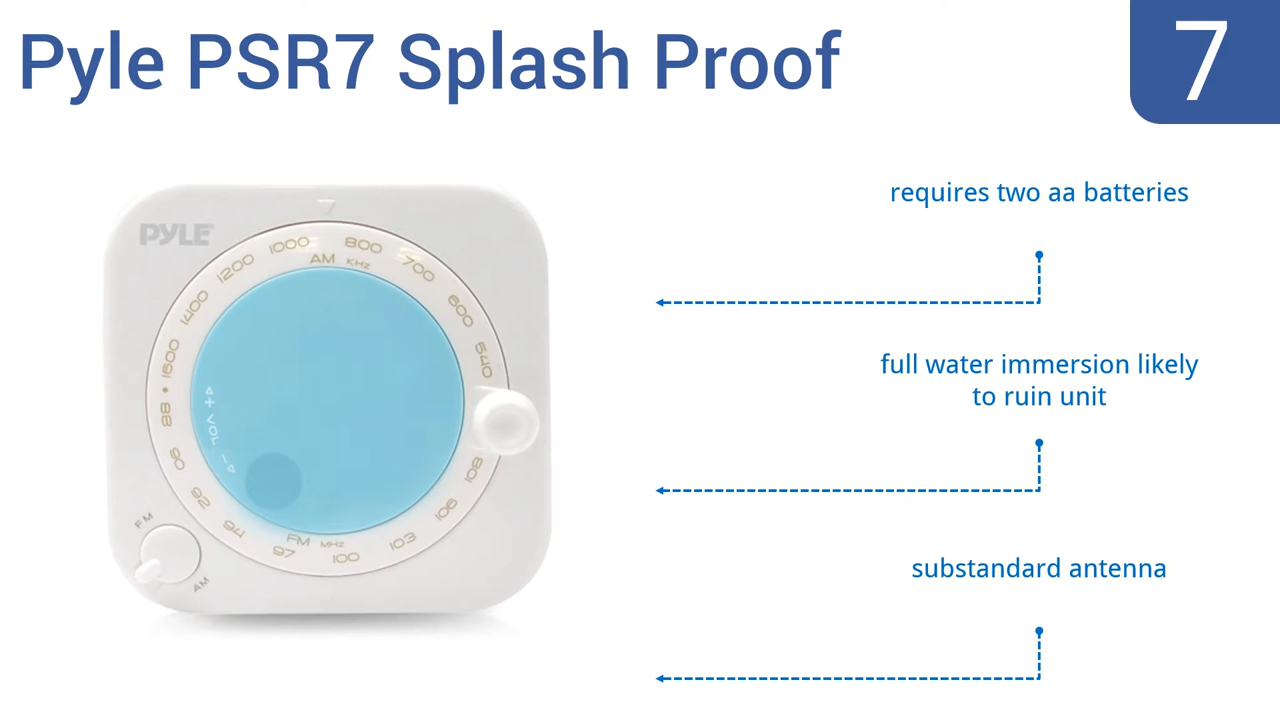 Pyle PSR7 Splash Proof
7
requires two aa batteries
full water immersion likely
to ruin unit
substandard antenna
PYLE
1000
800
AM KHz
1200
700
1400
600
1600
540
88
+ VOL -
90
108
92
106
FM
94
103
FM MHz
97
100
AM